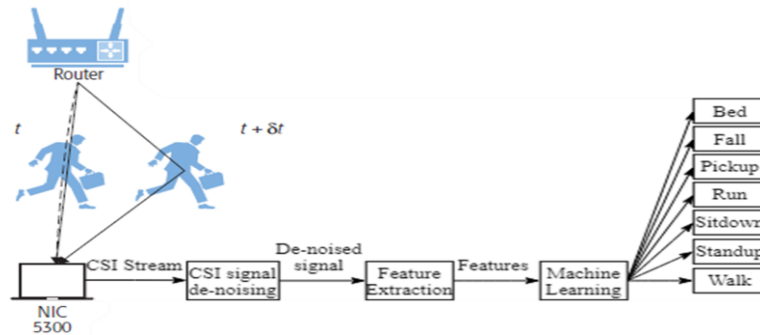 Router
t
t + δt
NIC
5300
CSI Stream
CSI signal
de-noising
De-noised
signal
Feature
Extraction
Features
Machine
Learning
Bed
Fall
Pickup
Run
Sitdown
Standup
Walk